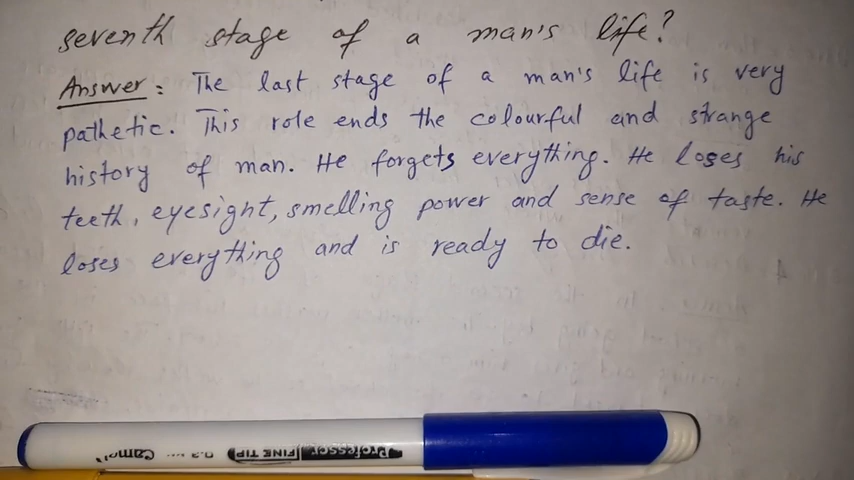 seventh stage of a man's life?
Answer: The last stage of a man's life is very
pathetic. This role ends the colourful and strange
history of man. He forgets everything. He loses his
teeth, eyesight, smelling power and sense of taste. He
loses everything and is ready to die.
Professor FINE TIP Camel